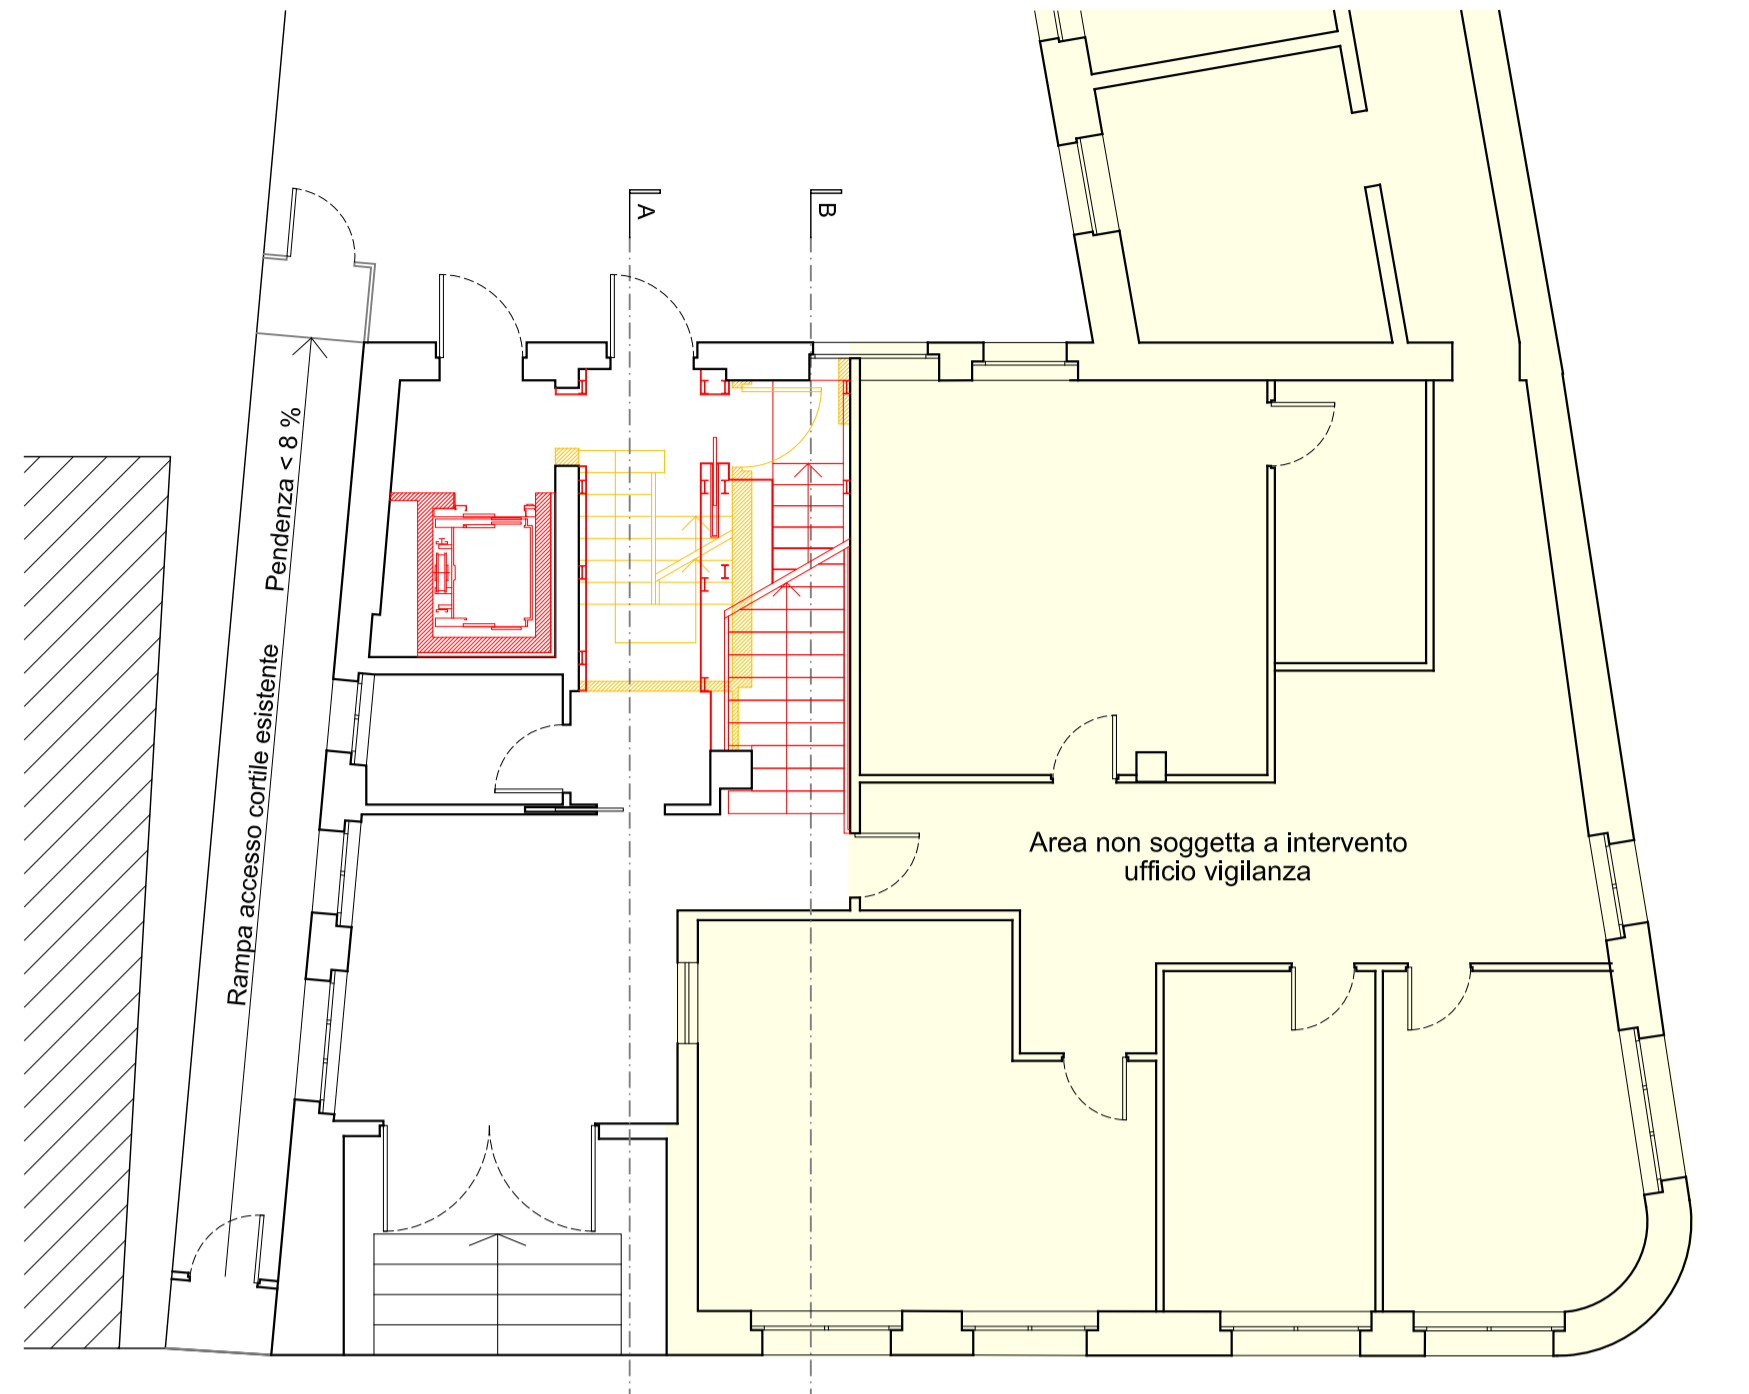 A
B
Rampa accesso cortile esistente Pendenza < 8 %
Area non soggetta a intervento
ufficio vigilanza